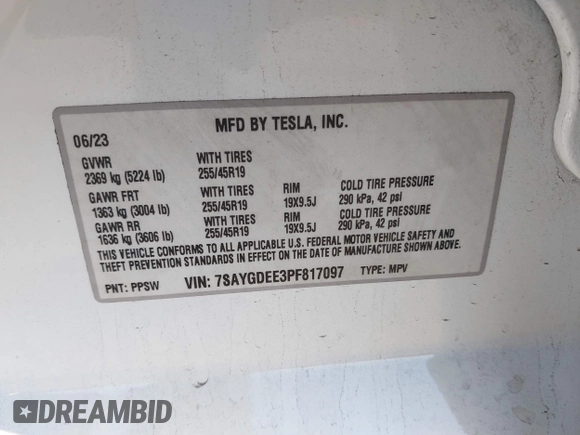 MFD BY TESLA, INC.
06/23
GVWR WITH TIRES
2369 kg (5224 lb) 255/45R19
GAWR FRT WITH TIRES RIM COLD TIRE PRESSURE
1363 kg (3004 lb) 255/45R19 19X9.5J 290 kPa, 42 psi
GAWR RR WITH TIRES RIM COLD TIRE PRESSURE
1636 kg (3606 lb) 255/45R19 19X9.5J 290 kPa, 42 psi
THIS VEHICLE CONFORMS TO ALL APPLICABLE U.S. FEDERAL MOTOR VEHICLE SAFETY AND
THEFT PREVENTION STANDARDS IN EFFECT ON THE DATE OF MANUFACTURE SHOWN ABOVE.
PNT: PPSW VIN: 7SAYGDEE3PF817097 TYPE: MPV
DREAMBID